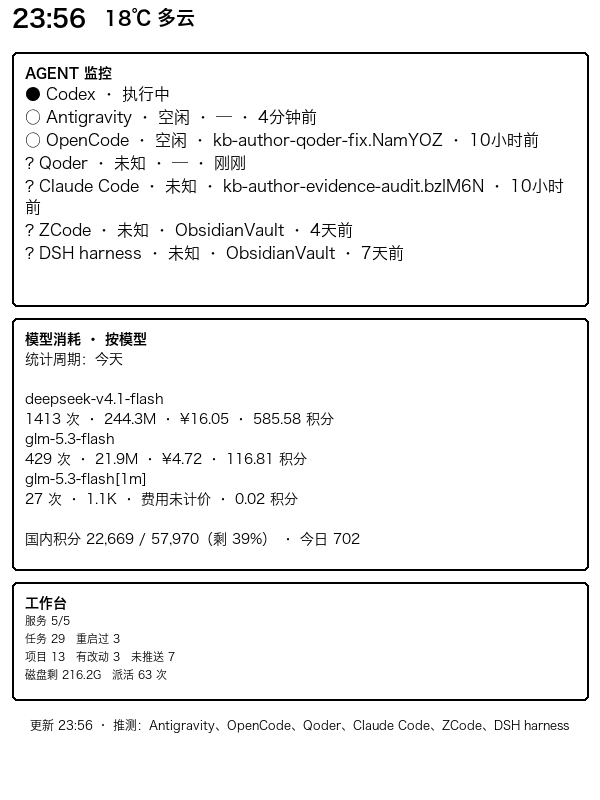 23:56 18℃ 多云
AGENT 监控
● Codex · 执行中
○ Antigravity · 空闲 · — · 4分钟前
○ OpenCode · 空闲 · kb-author-qoder-fix.NamYOZ · 10小时前
? Qoder · 未知 · — · 刚刚
? Claude Code · 未知 · kb-author-evidence-audit.bzlM6N · 10小时
前
? ZCode · 未知 · ObsidianVault · 4天前
? DSH harness · 未知 · ObsidianVault · 7天前
模型消耗 · 按模型
统计周期：今天
deepseek-v4.1-flash
1413 次 · 244.3M · ¥16.05 · 585.58 积分
glm-5.3-flash
429 次 · 21.9M · ¥4.72 · 116.81 积分
glm-5.3-flash[1m]
27 次 · 1.1K · 费用未计价 · 0.02 积分
国内积分 22,669 / 57,970（剩 39%） · 今日 702
工作台
服务 5/5
任务 29 重启过 3
项目 13 有改动 3 未推送 7
磁盘剩 216.2G 派活 63 次
更新 23:56 · 推测：Antigravity、OpenCode、Qoder、Claude Code、ZCode、DSH harness